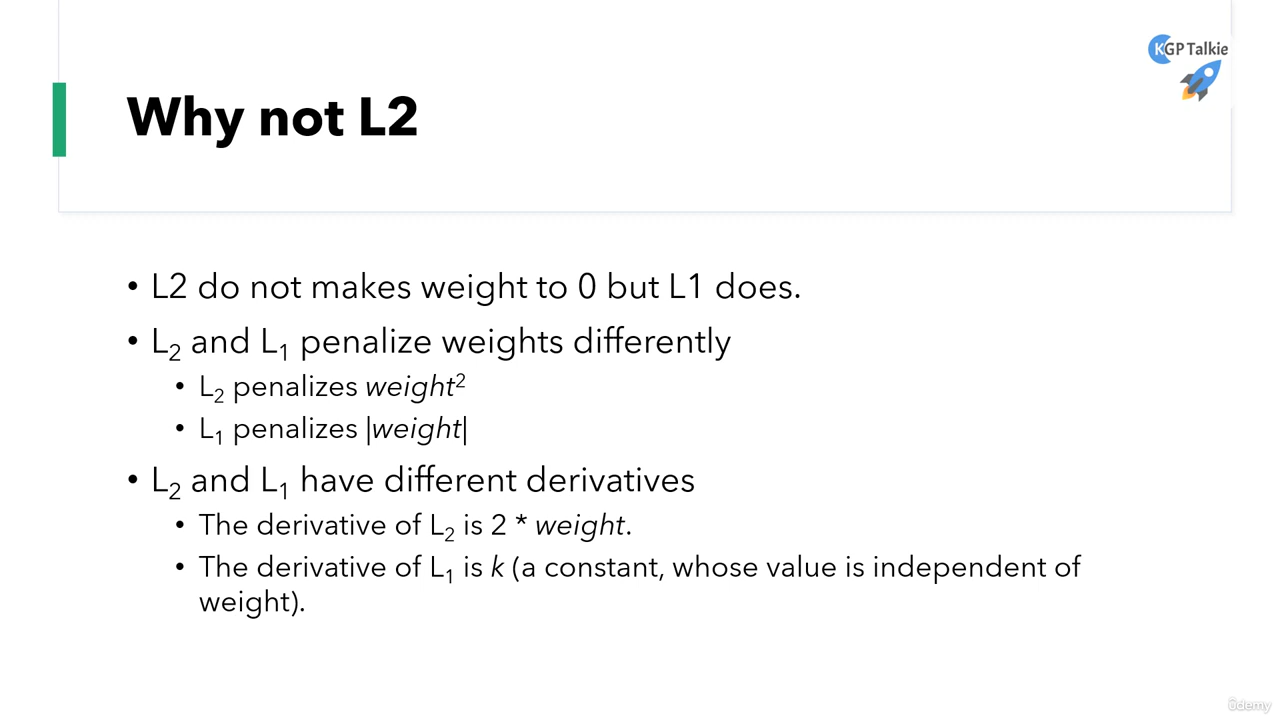 KGP Talkie
Why not L2
• L2 do not makes weight to 0 but L1 does.
• L₂ and L₁ penalize weights differently
• L₂ penalizes weight²
• L₁ penalizes |weight|
• L₂ and L₁ have different derivatives
• The derivative of L₂ is 2 * weight.
• The derivative of L₁ is k (a constant, whose value is independent of
weight).
ûdemy